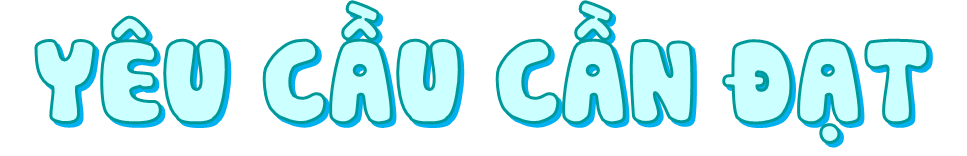 YÊU CẦU CẦN ĐẠT